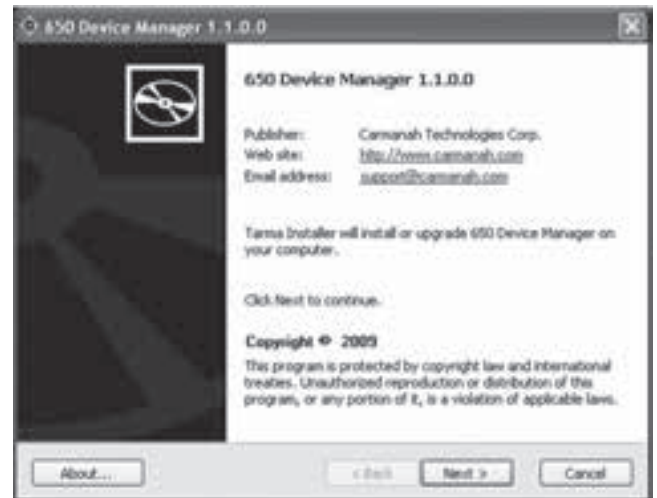 650 Device Manager 1.1.0.0
650 Device Manager 1.1.0.0
Publisher: Carmanah Technologies Corp.
Web site: http://www.carmanah.com
Email address: support@carmanah.com
Tarma Installer will install or upgrade 650 Device Manager on
your computer.
Click Next to continue.
Copyright © 2009
This program is protected by copyright law and international
treaties. Unauthorized reproduction or distribution of this
program, or any portion of it, is a violation of applicable laws.
About... < Back Next > Cancel